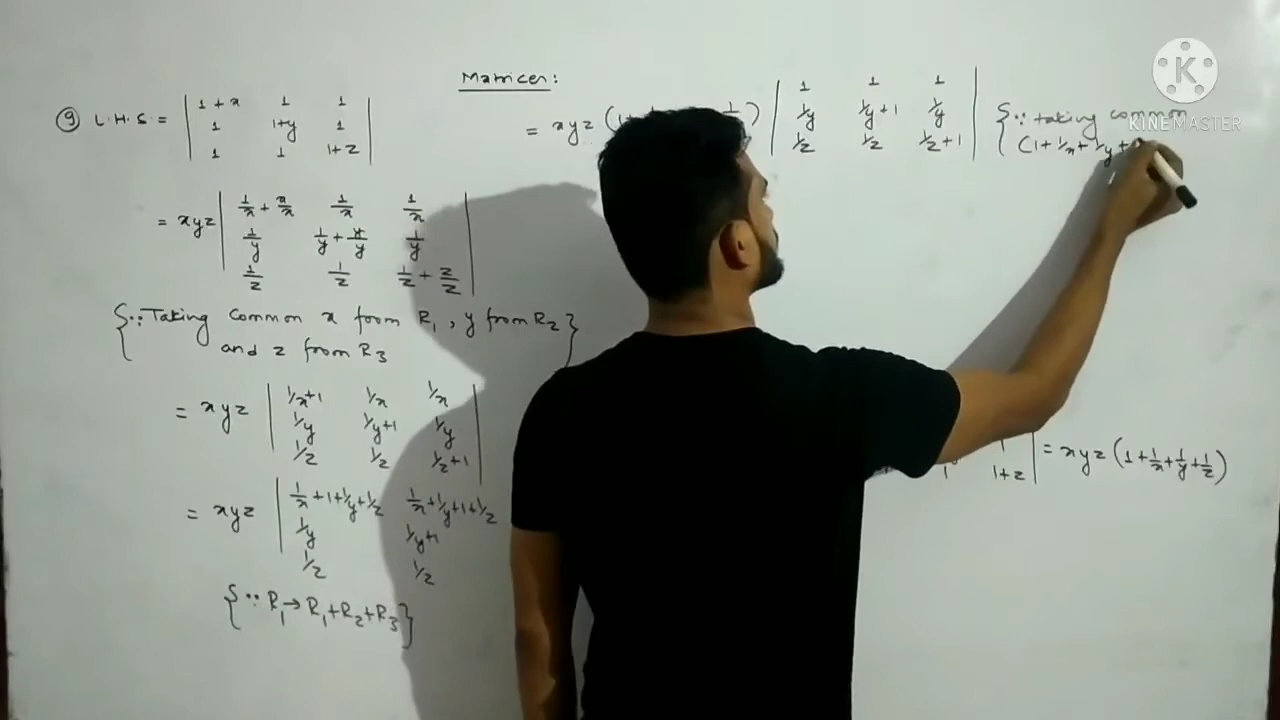 Matrices:
⑨ L.H.S. = | 1+x 1 1 |
| 1 1+y 1 |
| 1 1 1+z |
= xyz | 1/x + x/x 1/x 1/x |
| 1/y 1/y + y/y 1/y |
| 1/z 1/z 1/z + z/z |
{∵ Taking common x from R₁, y from R₂
and z from R₃}
= xyz | 1/x+1 1/x 1/x |
| 1/y 1/y+1 1/y |
| 1/z 1/z 1/z+1 |
= xyz | 1/x+1+1/y+1/z 1/x+1/y+1+1/z
| 1/y 1/y+1
| 1/z 1/z
{∵ R₁→R₁+R₂+R₃}
= xyz (1+ ) | 1 1 1 |
| 1/y 1/y+1 1/y |
| 1/z 1/z 1/z+1 |
{∵ taking common
(1+1/x+1/y+
1 1+z | = xyz (1+1/x+1/y+1/z)
KINEMASTER